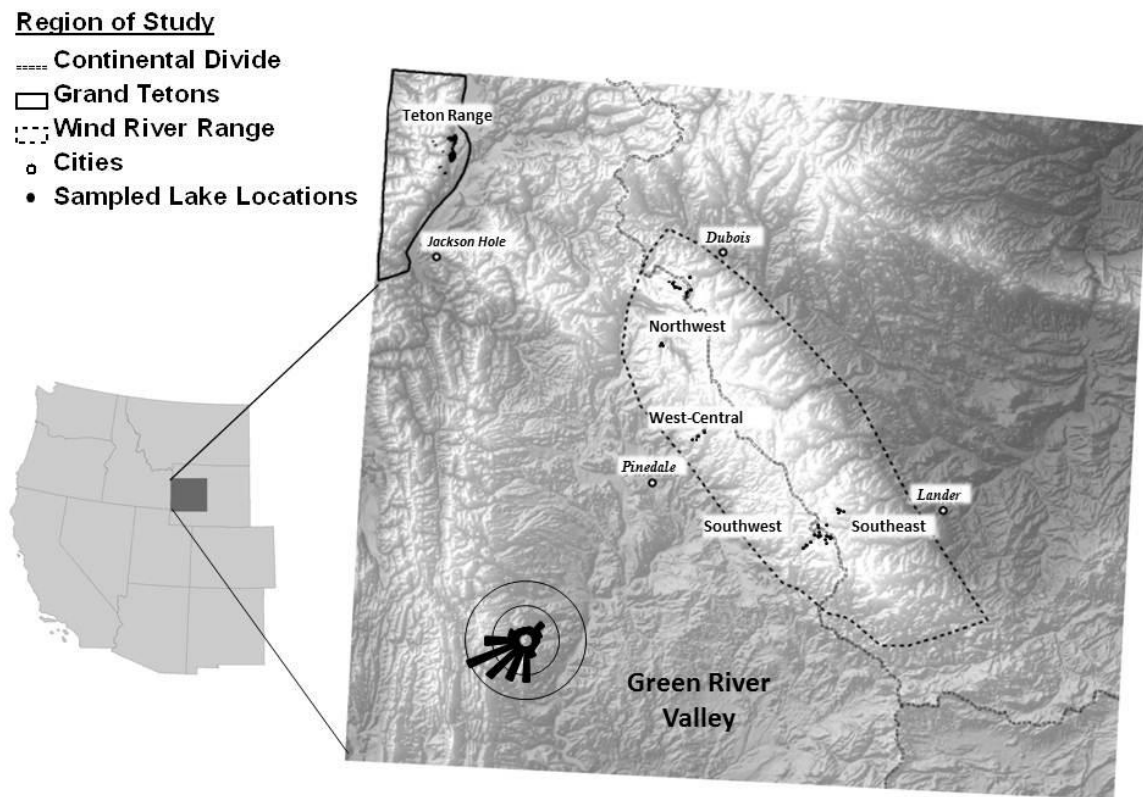 Region of Study
Continental Divide
Grand Tetons
Wind River Range
Cities
Sampled Lake Locations
Teton Range
Jackson Hole
Dubois
Northwest
West-Central
Pinedale
Lander
Southwest
Southeast
Green River
Valley